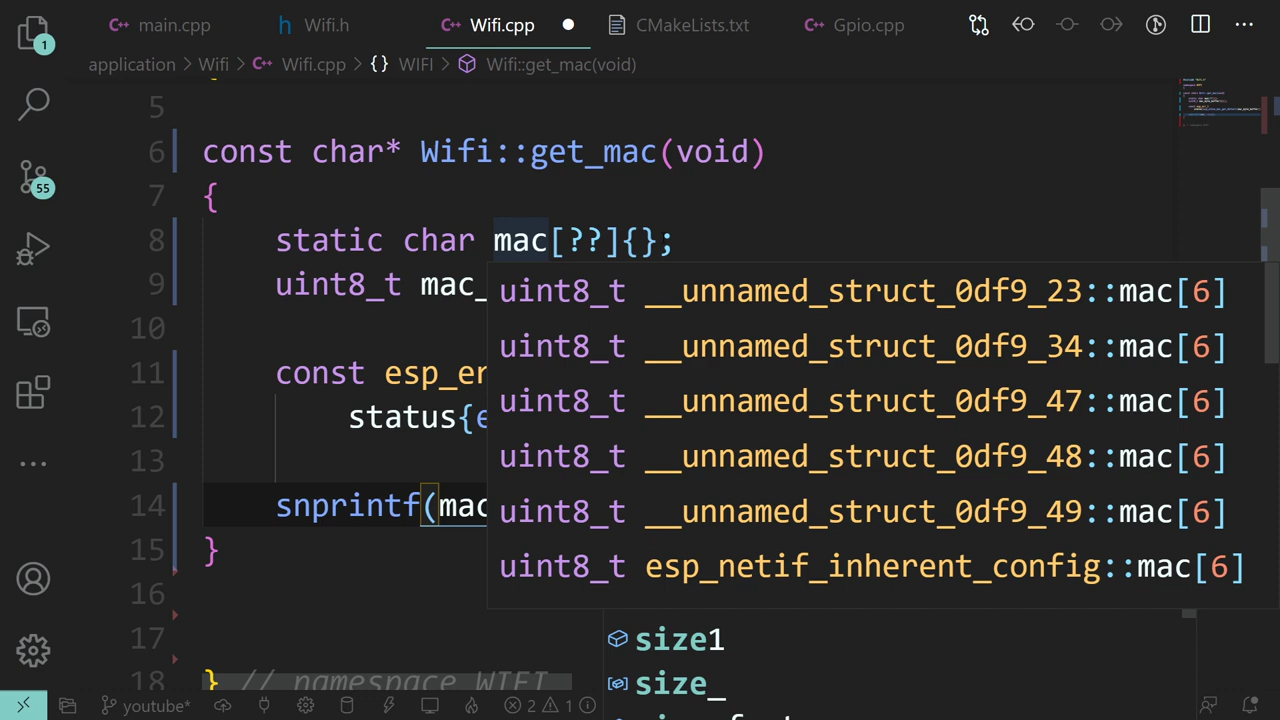 main.cpp Wifi.h Wifi.cpp CMakeLists.txt Gpio.cpp
1
application > Wifi > Wifi.cpp > {} WIFI > Wifi::get_mac(void)
5
6 const char* Wifi::get_mac(void)
7 {
8 static char mac[??]{};
9 uint8_t mac_
uint8_t __unnamed_struct_0df9_23::mac[6]
10
uint8_t __unnamed_struct_0df9_34::mac[6]
11 const esp_er
uint8_t __unnamed_struct_0df9_47::mac[6]
12 status{e
13
uint8_t __unnamed_struct_0df9_48::mac[6]
14 snprintf(mac
uint8_t __unnamed_struct_0df9_49::mac[6]
15 }
uint8_t esp_netif_inherent_config::mac[6]
16
17
size1
18 } // namespace WIFI
size_
55
youtube* 2 1